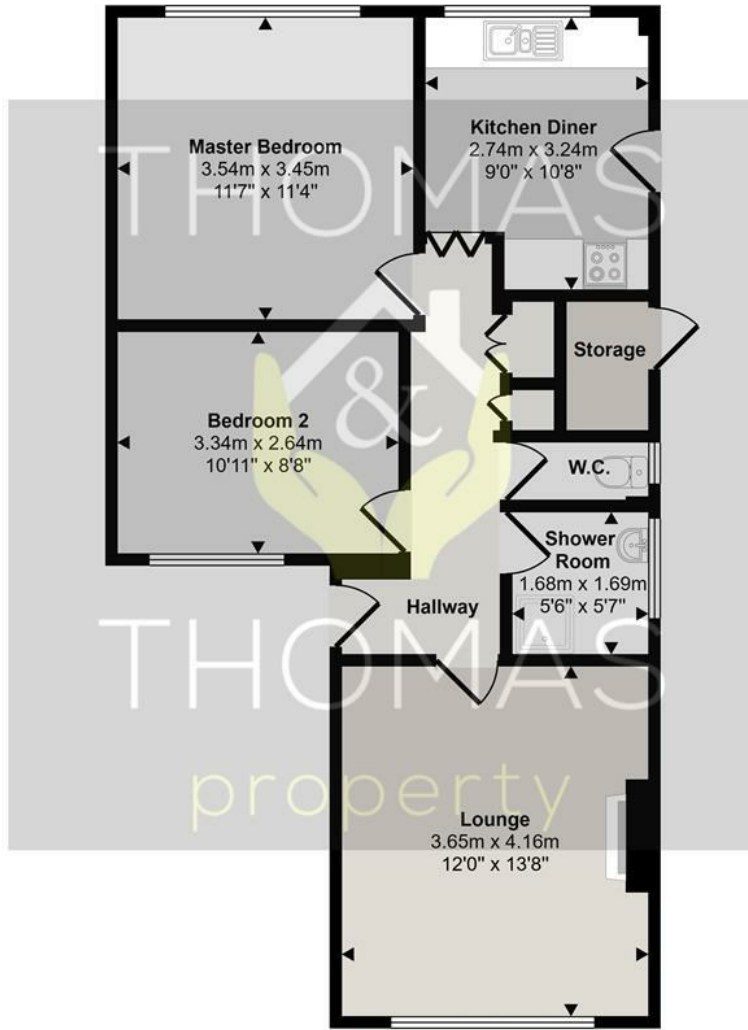 Master Bedroom
3.54m x 3.45m
11'7" x 11'4"
Kitchen Diner
2.74m x 3.24m
9'0" x 10'8"
THOMAS
Storage
&
Bedroom 2
3.34m x 2.64m
10'11" x 8'8"
W.C.
Shower
Room
1.68m x 1.69m
5'6" x 5'7"
Hallway
THOMAS
property
Lounge
3.65m x 4.16m
12'0" x 13'8"